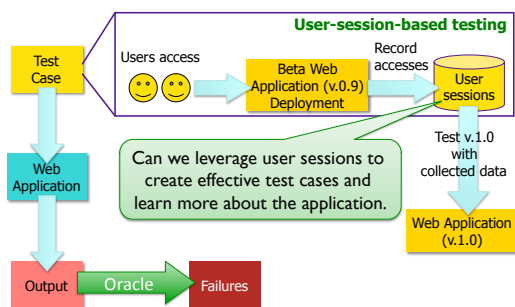 User-session-based testing
Test
Case
Users access
Beta Web
Application (v.0.9)
Deployment
Record
accesses
User
sessions
Can we leverage user sessions to
create effective test cases and
learn more about the application.
Test v.1.0
with
collected data
Web
Application
Web Application
(v.1.0)
Output
Oracle
Failures